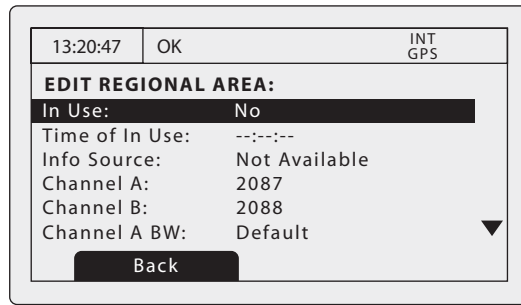 13:20:47 OK INT GPS
EDIT REGIONAL AREA:
In Use: No
Time of In Use: --:--:--
Info Source: Not Available
Channel A: 2087
Channel B: 2088
Channel A BW: Default
Back